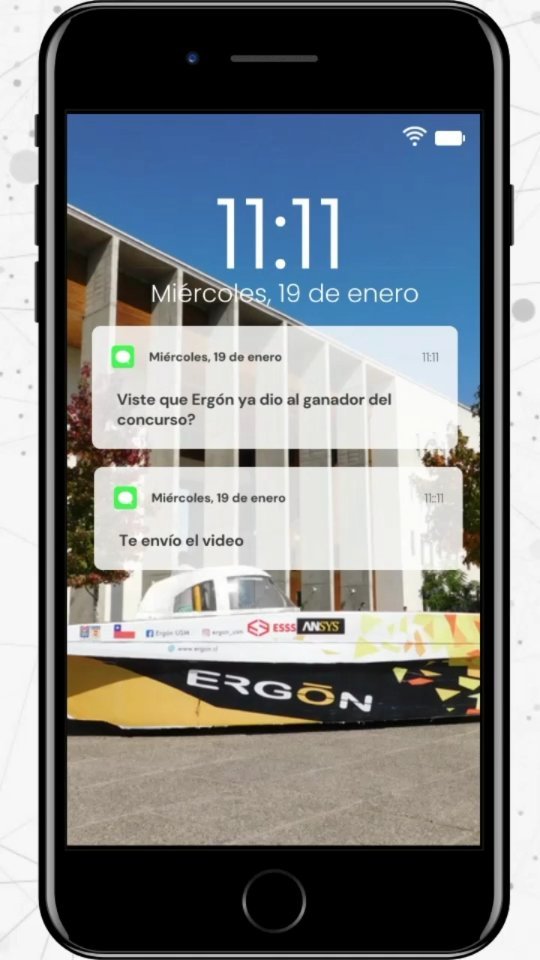 11:11
Miércoles, 19 de enero
Miércoles, 19 de enero 11:11
Viste que Ergón ya dio al ganador del
concurso?
Miércoles, 19 de enero 11::11
Te envío el video
Ergón USM ergon_usm ESSS ANSYS
www.ergon.cl
ERGŌN